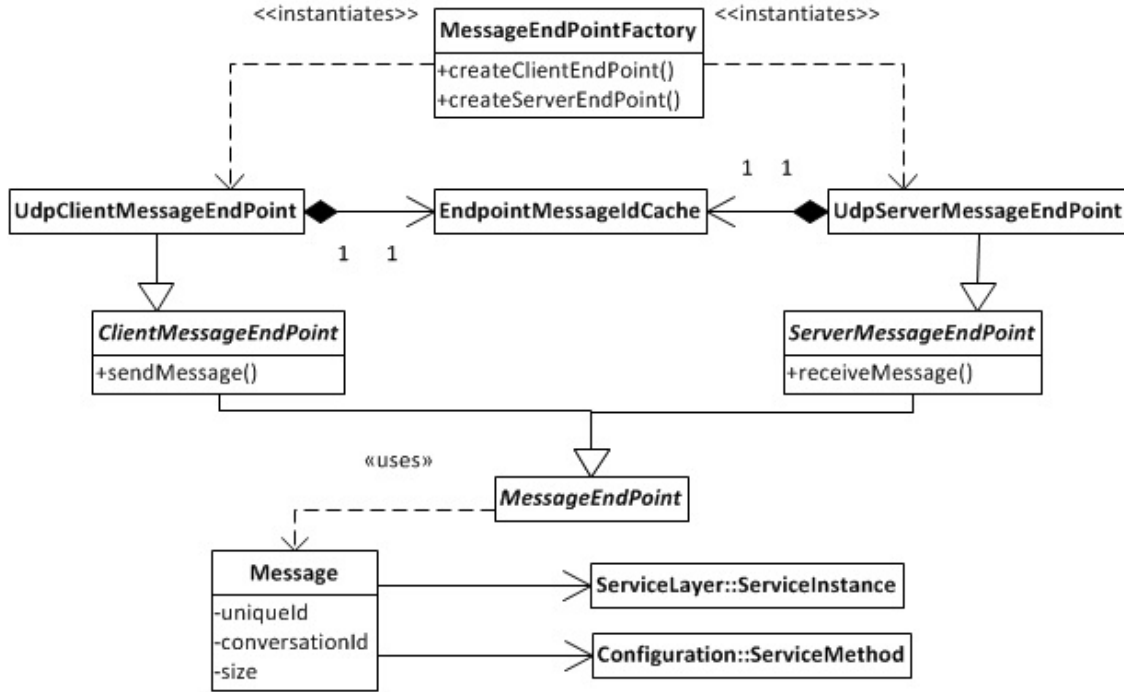 <<instantiates>>
<<instantiates>>
MessageEndPointFactory
+createClientEndPoint()
+createServerEndPoint()
1 1
UdpClientMessageEndPoint
EndpointMessageIdCache
UdpServerMessageEndPoint
1 1
ClientMessageEndPoint
+sendMessage()
ServerMessageEndPoint
+receiveMessage()
«uses»
MessageEndPoint
Message
-uniqueId
-conversationId
-size
ServiceLayer::ServiceInstance
Configuration::ServiceMethod